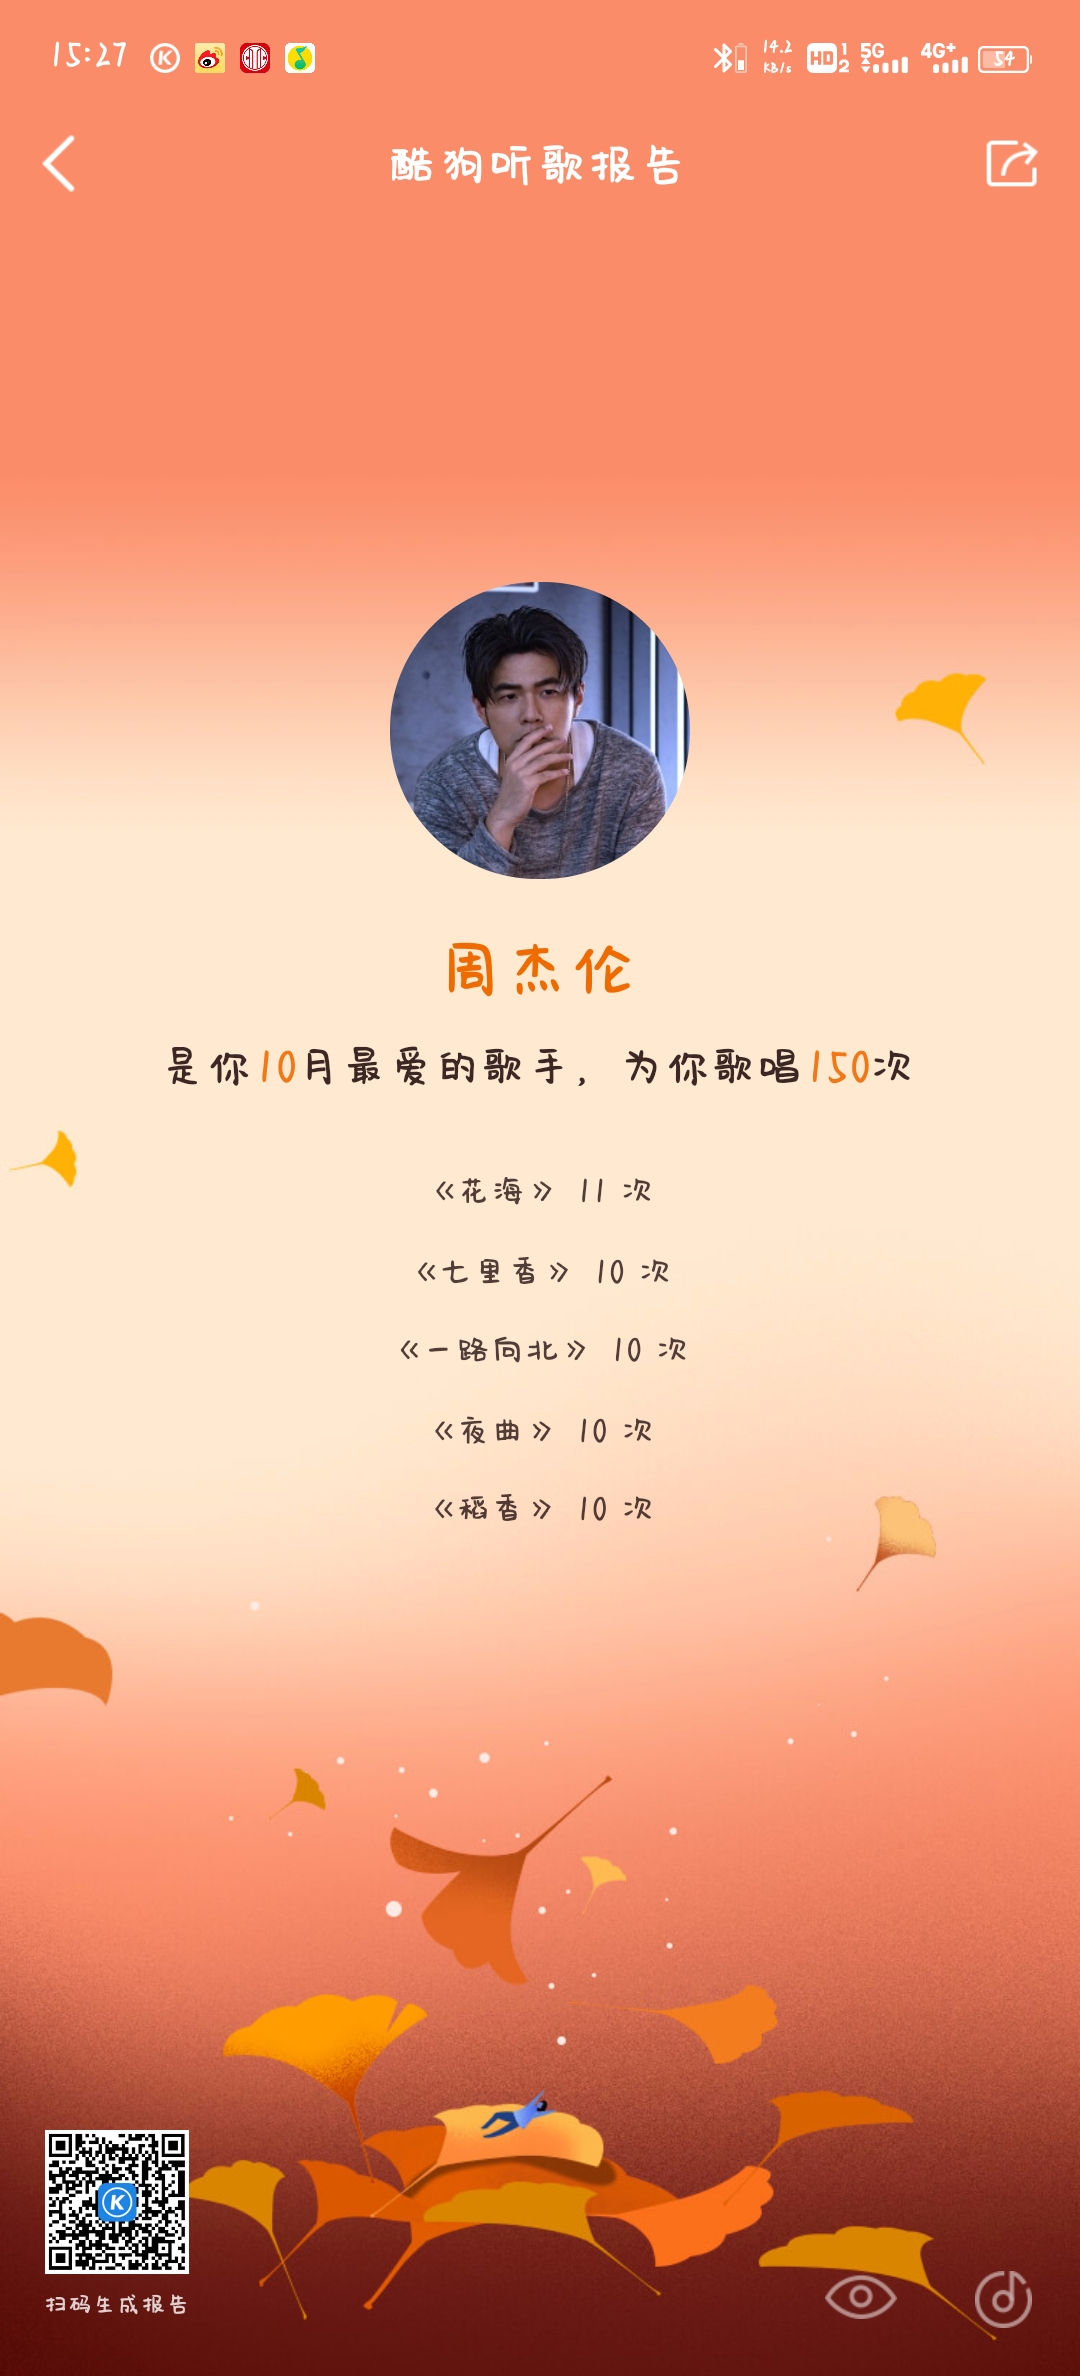 15:27 14.2 KB/s HD 1 2 5G 4G+ 54
酷狗听歌报告
周杰伦
是你10月最爱的歌手，为你歌唱150次
《花海》 11 次
《七里香》 10 次
《一路向北》 10 次
《夜曲》 10 次
《稻香》 10 次
扫码生成报告